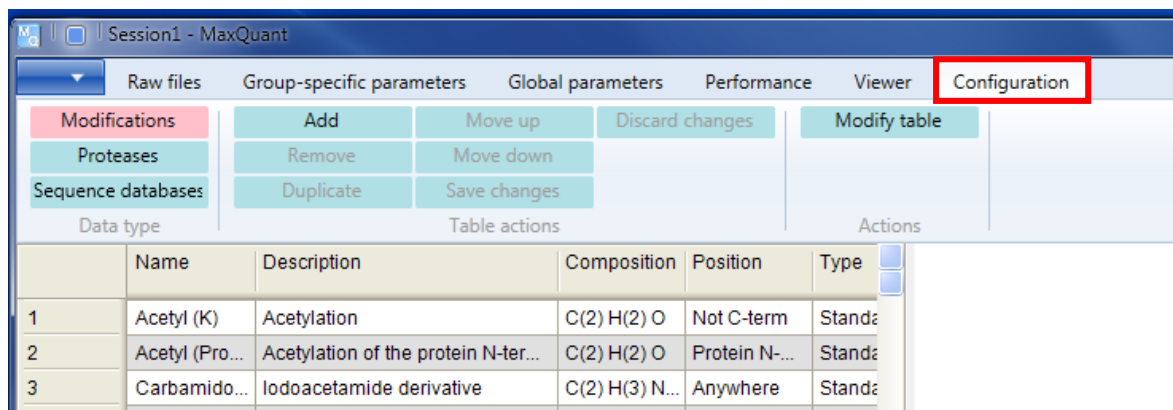 Session1 - MaxQuant
Raw files Group-specific parameters Global parameters Performance Viewer Configuration
Modifications Add Move up Discard changes Modify table
Proteases Remove Move down
Sequence databases Duplicate Save changes
Data type Table actions Actions
Name Description Composition Position Type
1 Acetyl (K) Acetylation C(2) H(2) O Not C-term Standa
2 Acetyl (Pro... Acetylation of the protein N-ter... C(2) H(2) O Protein N-... Standa
3 Carbamido... Iodoacetamide derivative C(2) H(3) N... Anywhere Standa